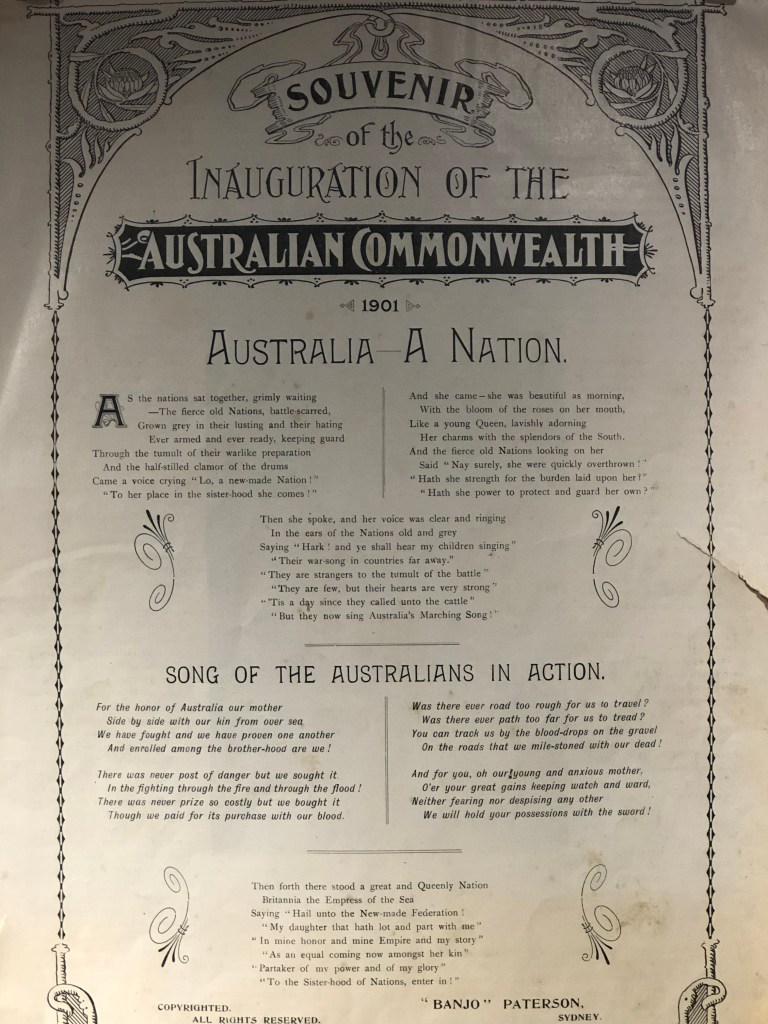 SOUVENIR
of the
INAUGURATION OF THE
AUSTRALIAN COMMONWEALTH
1901
AUSTRALIA—A NATION.
AS the nations sat together, grimly waiting
—The fierce old Nations, battle-scarred,
Grown grey in their lusting and their hating
Ever armed and ever ready, keeping guard
Through the tumult of their warlike preparation
And the half-stilled clamor of the drums
Came a voice crying "Lo, a new-made Nation!"
"To her place in the sister-hood she comes!"
And she came—she was beautiful as morning,
With the bloom of the roses on her mouth,
Like a young Queen, lavishly adorning
Her charms with the splendors of the South.
And the fierce old Nations looking on her
Said "Nay surely, she were quickly overthrown!"
"Hath she strength for the burden laid upon her?"
"Hath she power to protect and guard her own?"
Then she spoke, and her voice was clear and ringing
In the ears of the Nations old and grey
Saying "Hark! and ye shall hear my children singing"
"Their war-song in countries far away."
"They are strangers to the tumult of the battle"
"They are few, but their hearts are very strong"
"'Tis a day since they called unto the cattle"
"But they now sing Australia's Marching Song!"
SONG OF THE AUSTRALIANS IN ACTION.
For the honor of Australia our mother
Side by side with our kin from over sea
We have fought and we have proven one another
And enrolled among the brother-hood are we!
There was never post of danger but we sought it
In the fighting through the fire and through the flood!
There was never prize so costly but we bought it
Though we paid for its purchase with our blood.
Was there ever road too rough for us to travel?
Was there ever path too far for us to tread?
You can track us by the blood-drops on the gravel
On the roads that we mile-stoned with our dead!
And for you, oh our young and anxious mother,
O'er your great gains keeping watch and ward,
Neither fearing nor despising any other
We will hold your possessions with the sword!
Then forth there stood a great and Queenly Nation
Britannia the Empress of the Sea
Saying "Hail unto the New-made Federation!
"My daughter that hath lot and part with me"
"In mine honor and mine Empire and my story"
"As an equal coming now amongst her kin"
"Partaker of my power and of my glory"
"To the Sister-hood of Nations, enter in!"
COPYRIGHTED.
ALL RIGHTS RESERVED.
"BANJO" PATERSON,
SYDNEY.